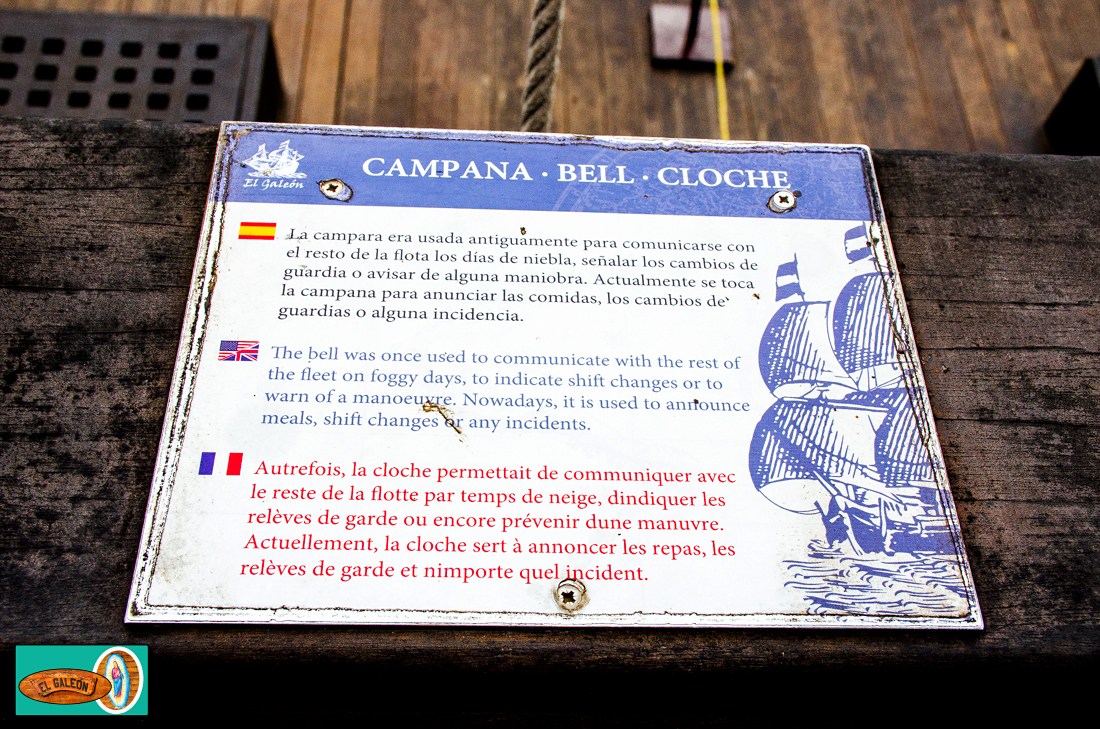 El Galeón
CAMPANA · BELL · CLOCHE
La campara era usada antiguamente para comunicarse con
el resto de la flota los días de niebla, señalar los cambios de
guardia o avisar de alguna maniobra. Actualmente se toca
la campana para anunciar las comidas, los cambios de
guardias o alguna incidencia.
The bell was once used to communicate with the rest of
the fleet on foggy days, to indicate shift changes or to
warn of a manoeuvre. Nowadays, it is used to announce
meals, shift changes or any incidents.
Autrefois, la cloche permettait de communiquer avec
le reste de la flotte par temps de neige, dindiquer les
relèves de garde ou encore prévenir dune manuvre.
Actuellement, la cloche sert à annoncer les repas, les
relèves de garde et nimporte quel incident.
EL GALEÓN